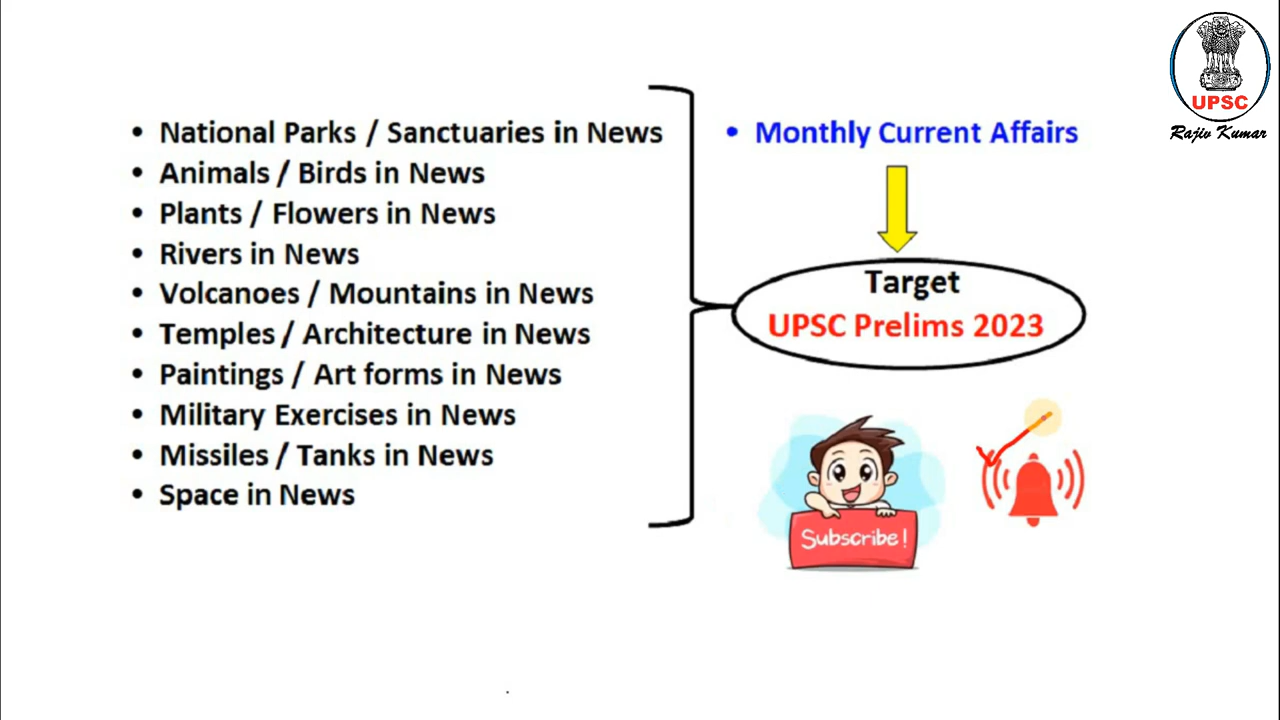 • National Parks / Sanctuaries in News
• Animals / Birds in News
• Plants / Flowers in News
• Rivers in News
• Volcanoes / Mountains in News
• Temples / Architecture in News
• Paintings / Art forms in News
• Military Exercises in News
• Missiles / Tanks in News
• Space in News
• Monthly Current Affairs
Target
UPSC Prelims 2023
Subscribe!
UPSC
Rajiv Kumar